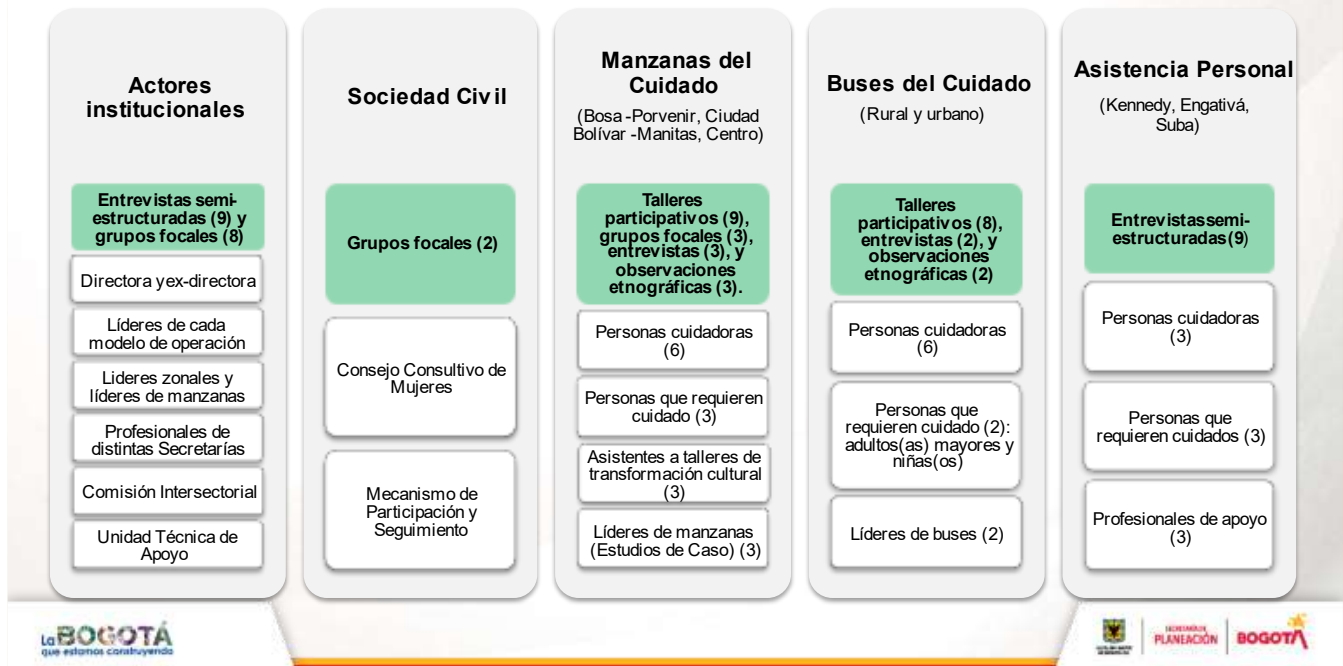 Actores
institucionales
Entrevistas semi-
estructuradas (9) y
grupos focales (8)
Directora yex-directora
Líderes de cada
modelo de operación
Lideres zonales y
líderes de manzanas
Profesionales de
distintas Secretarías
Comisión Intersectorial
Unidad Técnica de
Apoyo
Sociedad Civil
Grupos focales (2)
Consejo Consultivo de
Mujeres
Mecanismo de
Participación y
Seguimiento
Manzanas del
Cuidado
(Bosa -Porvenir, Ciudad
Bolívar -Manitas, Centro)
Talleres
participativos (9),
grupos focales (3),
entrevistas (3), y
observaciones
etnográficas (3).
Personas cuidadoras
(6)
Personas que requieren
cuidado (3)
Asistentes a talleres de
transformación cultural
(3)
Líderes de manzanas
(Estudios de Caso) (3)
Buses del Cuidado
(Rural y urbano)
Talleres
participativos (8),
entrevistas (2), y
observaciones
etnográficas (2)
Personas cuidadoras
(6)
Personas que
requieren cuidado (2):
adultos(as) mayores y
niñas(os)
Líderes de buses (2)
Asistencia Personal
(Kennedy, Engativá,
Suba)
Entrevistassemi-
estructuradas(9)
Personas cuidadoras
(3)
Personas que
requieren cuidados (3)
Profesionales de apoyo
(3)
La BOGOTÁ
que estamos construyendo
SECRETARÍA DE
PLANEACIÓN
BOGOTÁ